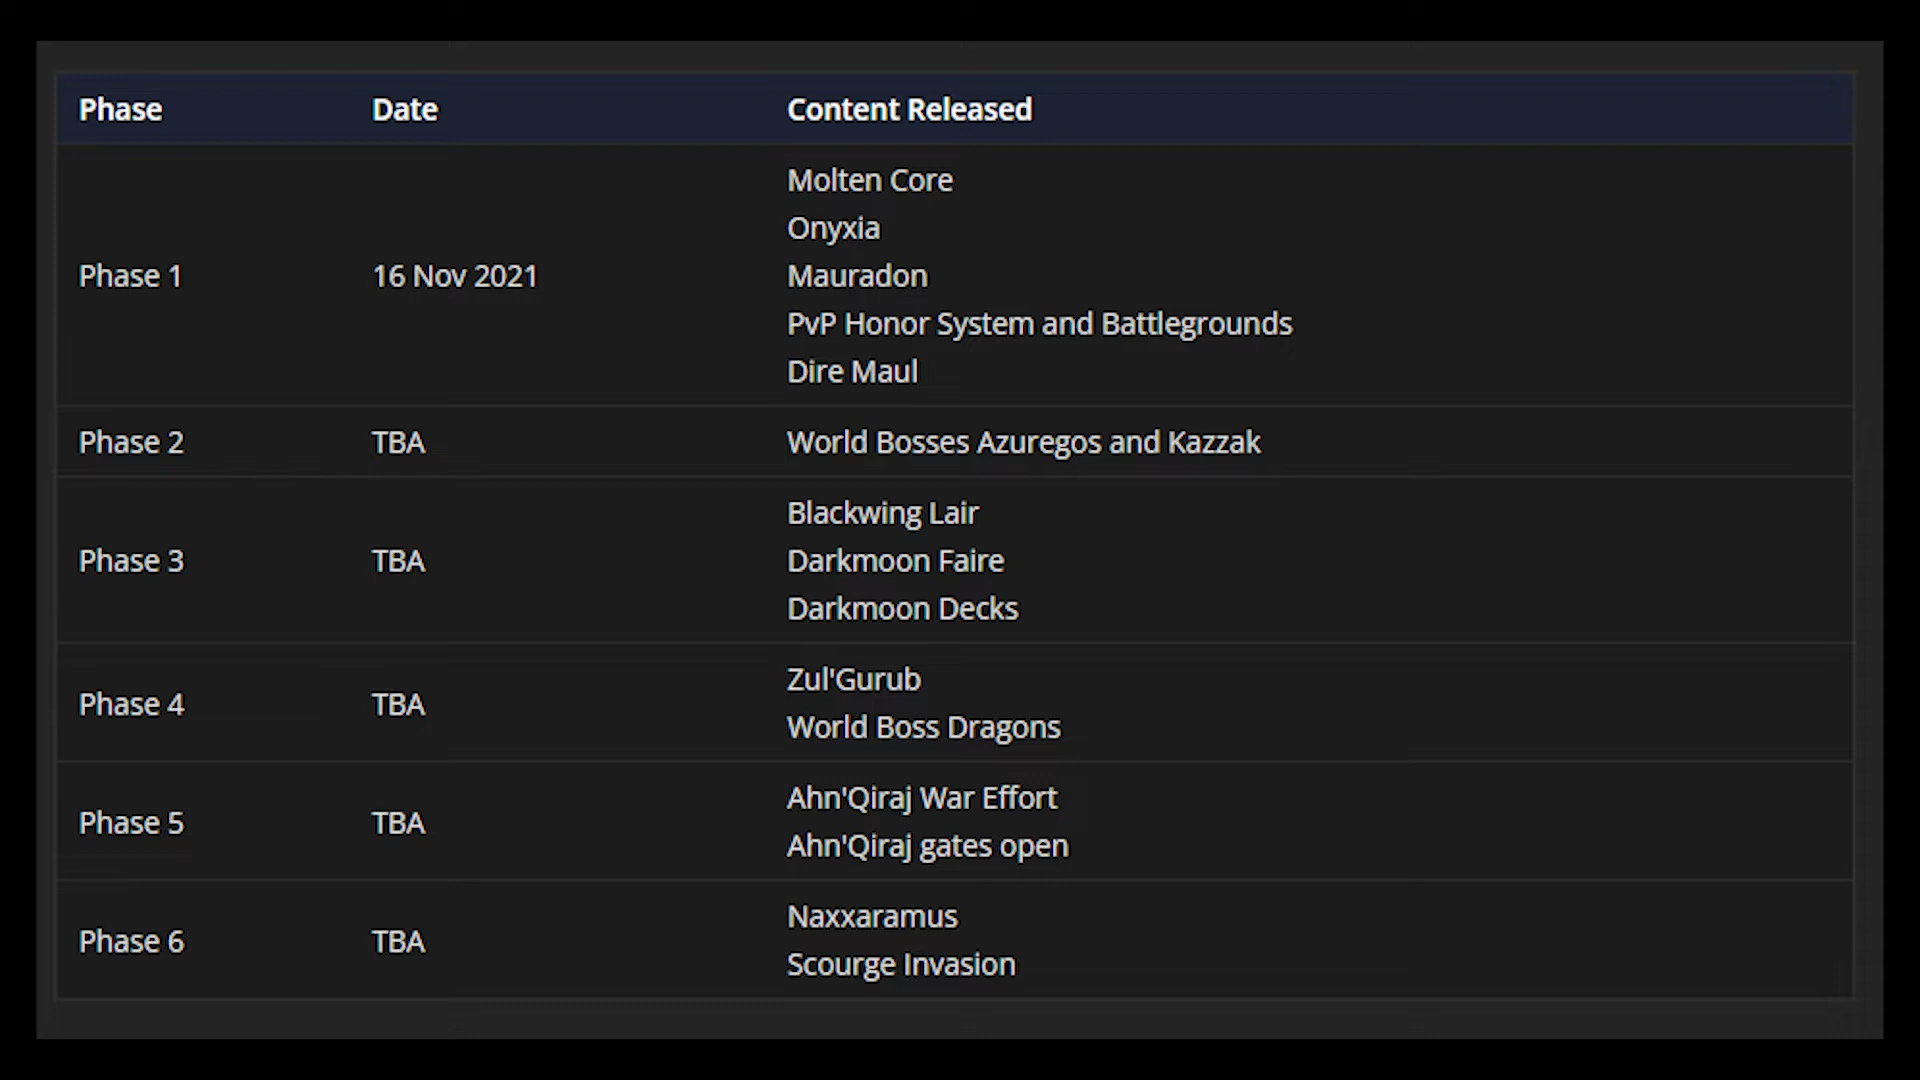 Phase Date Content Released
Molten Core
Onyxia
Phase 1 16 Nov 2021 Mauradon
PvP Honor System and Battlegrounds
Dire Maul
Phase 2 TBA World Bosses Azuregos and Kazzak
Blackwing Lair
Phase 3 TBA Darkmoon Faire
Darkmoon Decks
Phase 4 TBA Zul'Gurub
World Boss Dragons
Phase 5 TBA Ahn'Qiraj War Effort
Ahn'Qiraj gates open
Phase 6 TBA Naxxaramus
Scourge Invasion